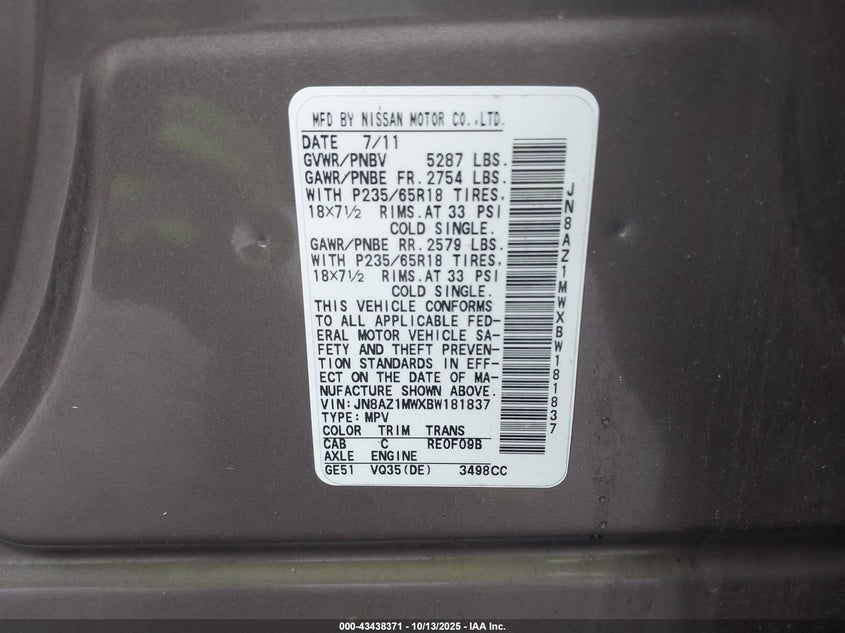 MFD BY NISSAN MOTOR CO.,LTD.
DATE 7/11
GVWR/PNBV 5287 LBS.
GAWR/PNBE FR. 2754 LBS.
WITH P235/65R18 TIRES,
18×7½ RIMS.AT 33 PSI
COLD SINGLE.
GAWR/PNBE RR. 2579 LBS.
WITH P235/65R18 TIRES,
18×7½ RIMS.AT 33 PSI
COLD SINGLE.
THIS VEHICLE CONFORMS
TO ALL APPLICABLE FED-
ERAL MOTOR VEHICLE SA-
FETY AND THEFT PREVEN-
TION STANDARDS IN EFF-
ECT ON THE DATE OF MA-
NUFACTURE SHOWN ABOVE.
VIN:JN8AZ1MWXBW181837
TYPE: MPV
COLOR TRIM TRANS
CAB C RE0F09B
AXLE ENGINE
GE51 VQ35(DE) 3498CC
JN8AZ1MWXBW181837
000-43438371 - 10/13/2025 - IAA Inc.